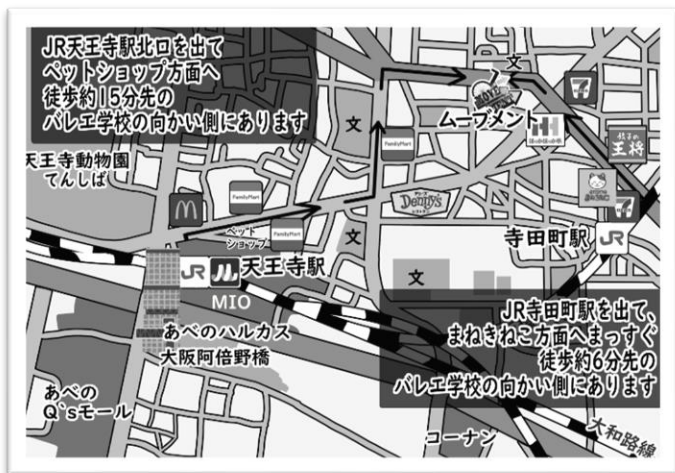 JR天王寺駅北口を出て
ペットショップ方面へ
徒歩約15分先の
バレエ学校の向かい側にあります
文
7
ムーブメント
文
FamilyMart
王将
天王寺動物園
てんしば
M
FamilyMart
Denny's
FamilyMart
ペット
ショップ
文
寺田町駅
JR
JR
天王寺駅
MIO
文
JR寺田町駅を出て、
まねきねこ方面へまっすぐ
徒歩約6分先の
バレエ学校の向かい側にあります
あべのハルカス
大阪阿倍野橋
あべの
Q'sモール
コーナン
大和路線